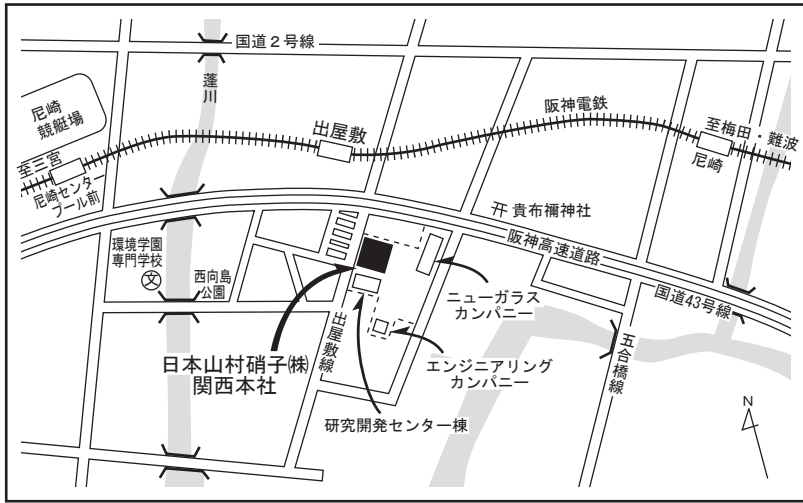 国道2号線
蓬川
尼崎
競艇場
出屋敷
阪神電鉄
至梅田・難波
尼崎
至三宮
尼崎センター
プール前
貴布禰神社
阪神高速道路
国道43号線
環境学園
専門学校
文
西向島
公園
ニューガラス
カンパニー
出屋敷線
五合橋線
日本山村硝子㈱
関西本社
エンジニアリング
カンパニー
研究開発センター棟
N